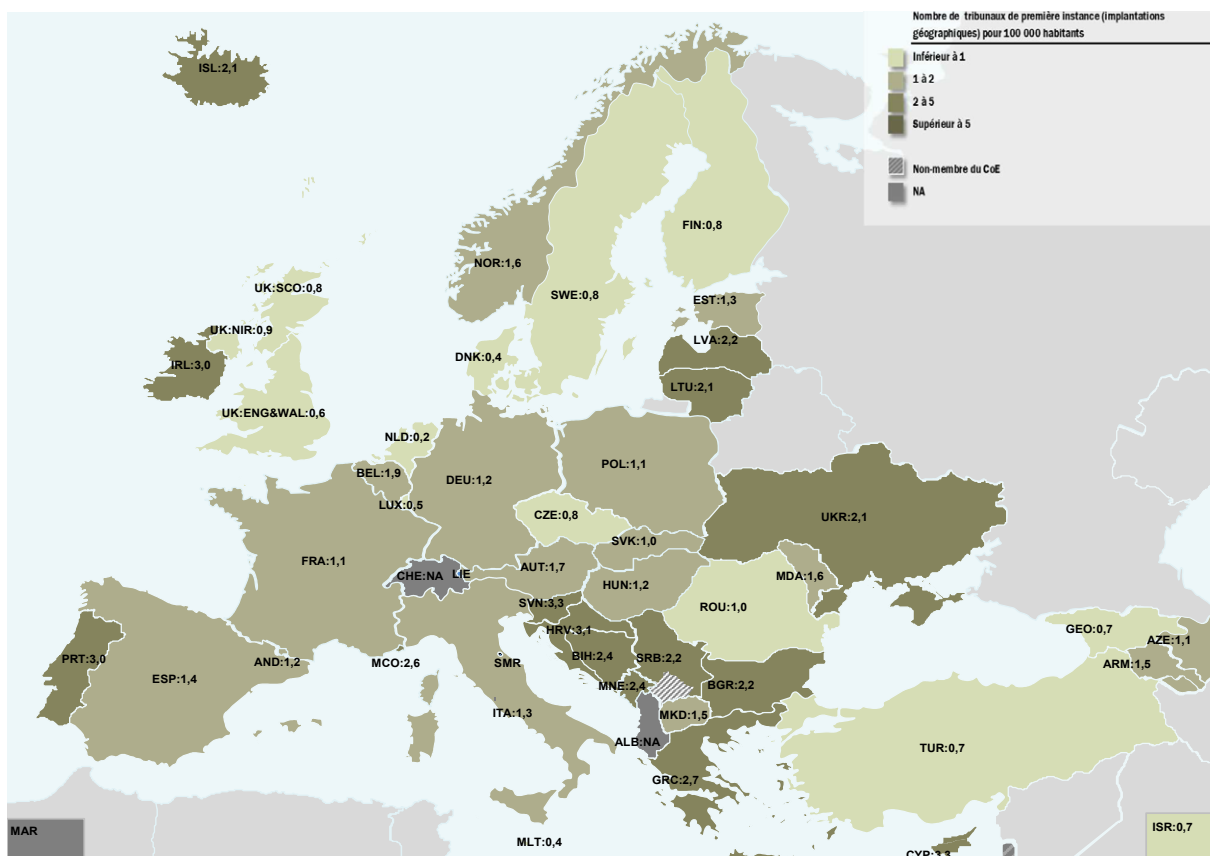 Nombre de tribunaux de première instance (implantations
géographiques) pour 100 000 habitants
Inférieur à 1
1 à 2
2 à 5
Supérieur à 5
Non-membre du CoE
NA
ISL:2,1
FIN:0,8
NOR:1,6
UK:SCO:0,8
SWE:0,8
EST:1,3
UK:NIR:0,9
LVA:2,2
DNK:0,4
IRL:3,0
LTU:2,1
UK:ENG&WAL:0,6
NLD:0,2
POL:1,1
BEL:1,9
DEU:1,2
LUX:0,5
CZE:0,8
UKR:2,1
SVK:1,0
FRA:1,1
AUT:1,7
CHE:NA
LIE
MDA:1,6
HUN:1,2
SVN:3,3
ROU:1,0
GEO:0,7
HRV:3,1
AZE:1,1
BIH:2,4
SRB:2,2
PRT:3,0
AND:1,2
MCO:2,6
SMR
ARM:1,5
ESP:1,4
MNE:2,4
BGR:2,2
ITA:1,3
MKD:1,5
ALB:NA
TUR:0,7
GRC:2,7
MAR
ISR:0,7
MLT:0,4
CYP:3,3